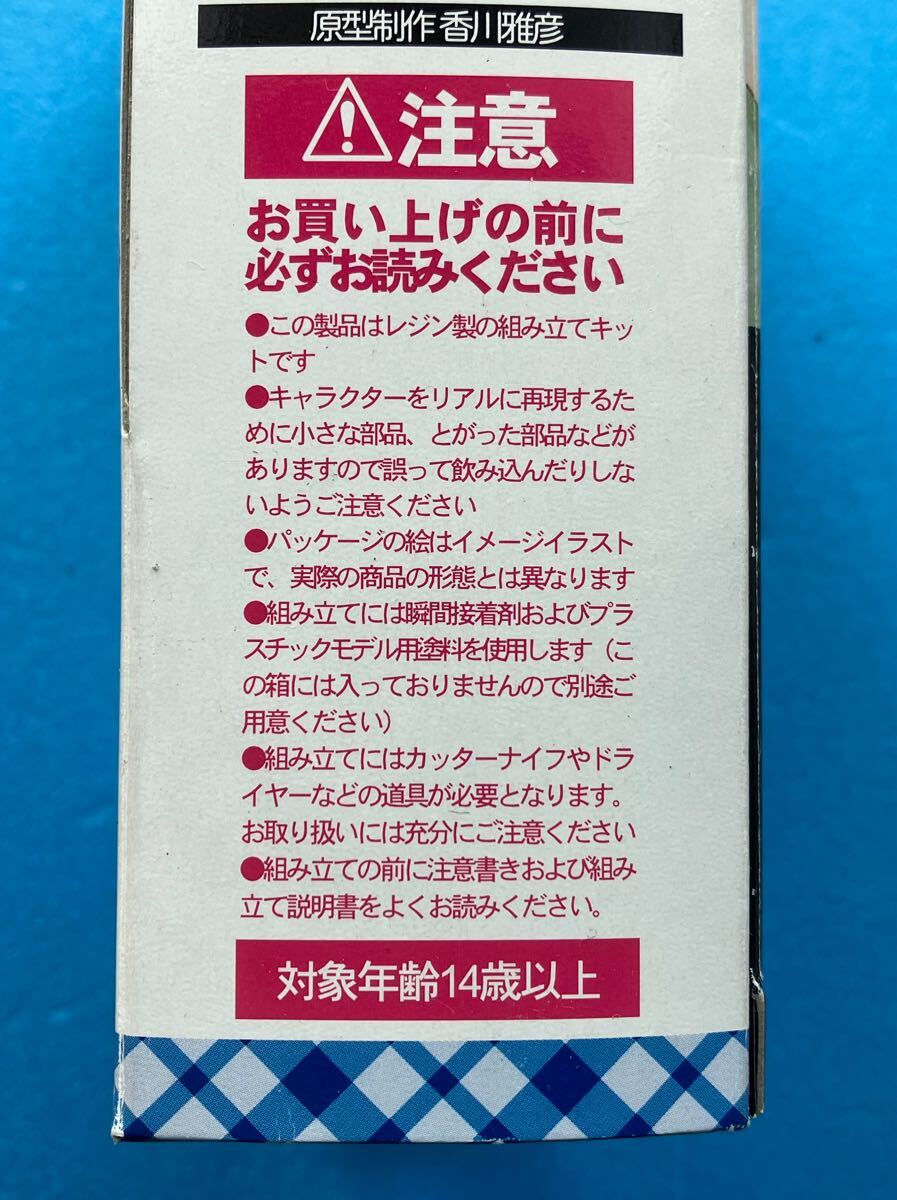 原型制作 香川雅彦
注意
お買い上げの前に
必ずお読みください
●この製品はレジン製の組み立てキッ
トです
●キャラクターをリアルに再現するた
めに小さな部品、とがった部品などが
ありますので誤って飲み込んだりしな
いようご注意ください
●パッケージの絵はイメージイラスト
で、実際の商品の形態とは異なります
●組み立てには瞬間接着剤およびプラ
スチックモデル用塗料を使用します（こ
の箱には入っておりませんので別途ご
用意ください）
●組み立てにはカッターナイフやドラ
イヤーなどの道具が必要となります。
お取り扱いには充分にご注意ください
●組み立ての前に注意書きおよび組み
立て説明書をよくお読みください。
対象年齢14歳以上